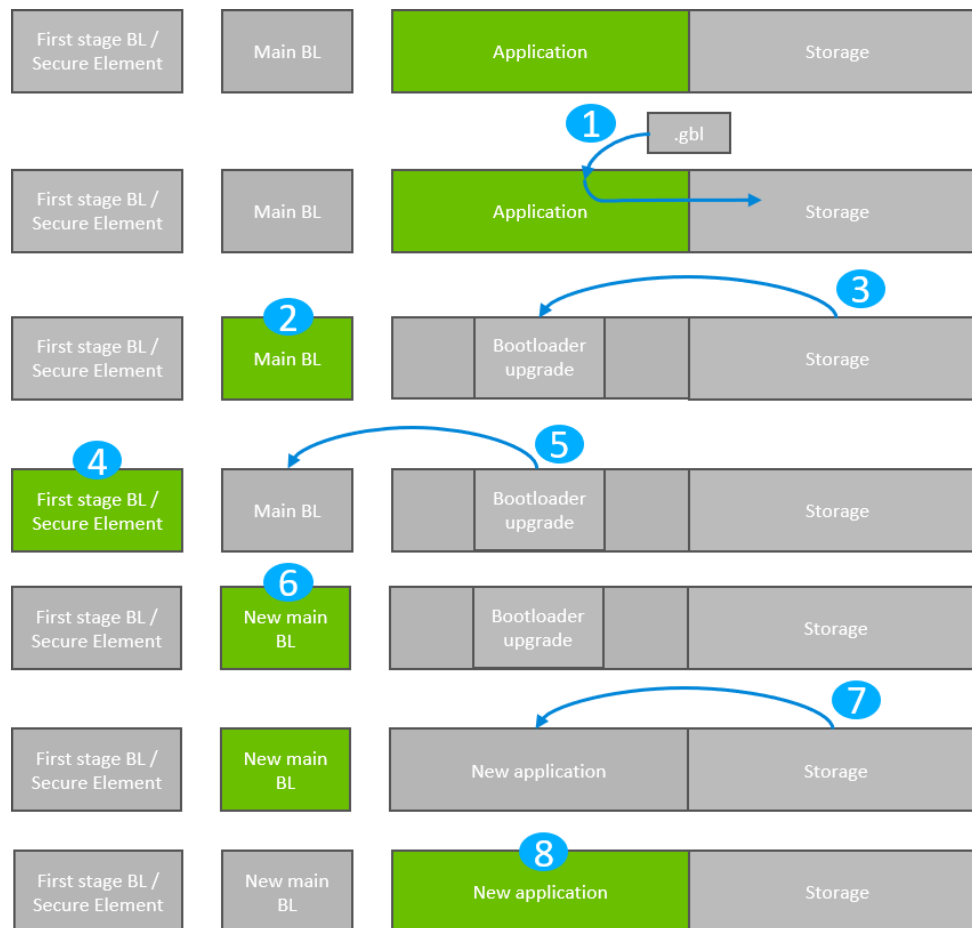 First stage BL /
Secure Element
Main BL
Application
Storage
1
.gbl
First stage BL /
Secure Element
Main BL
Application
Storage
2
3
First stage BL /
Secure Element
Main BL
Bootloader
upgrade
Storage
4
5
First stage BL /
Secure Element
Main BL
Bootloader
upgrade
Storage
6
First stage BL /
Secure Element
New main
BL
Bootloader
upgrade
Storage
7
First stage BL /
Secure Element
New main
BL
New application
Storage
8
First stage BL /
Secure Element
New main
BL
New application
Storage